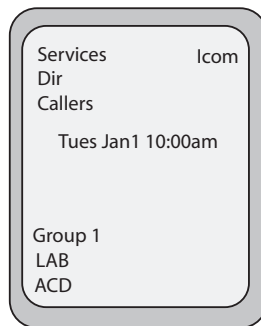 Services Icom
Dir
Callers
Tues Jan1 10:00am
Group 1
LAB
ACD